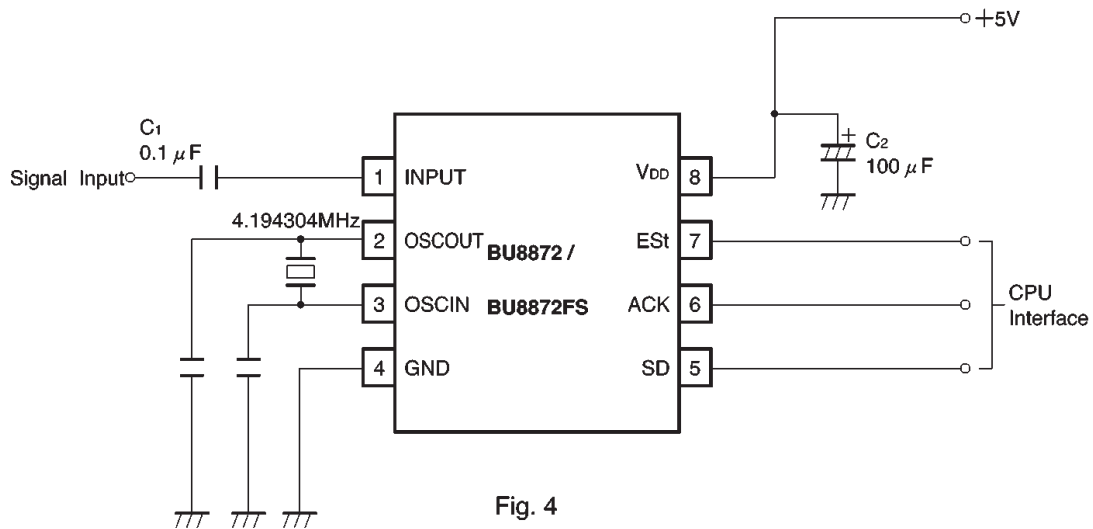 +5V
C1
0.1 μF
C2
100 μF
+
Signal Input
1 INPUT
VDD 8
4.194304MHz
2 OSCOUT
BU8872 /
ESt 7
3 OSCIN
BU8872FS
ACK 6
CPU
Interface
4 GND
SD 5
Fig. 4